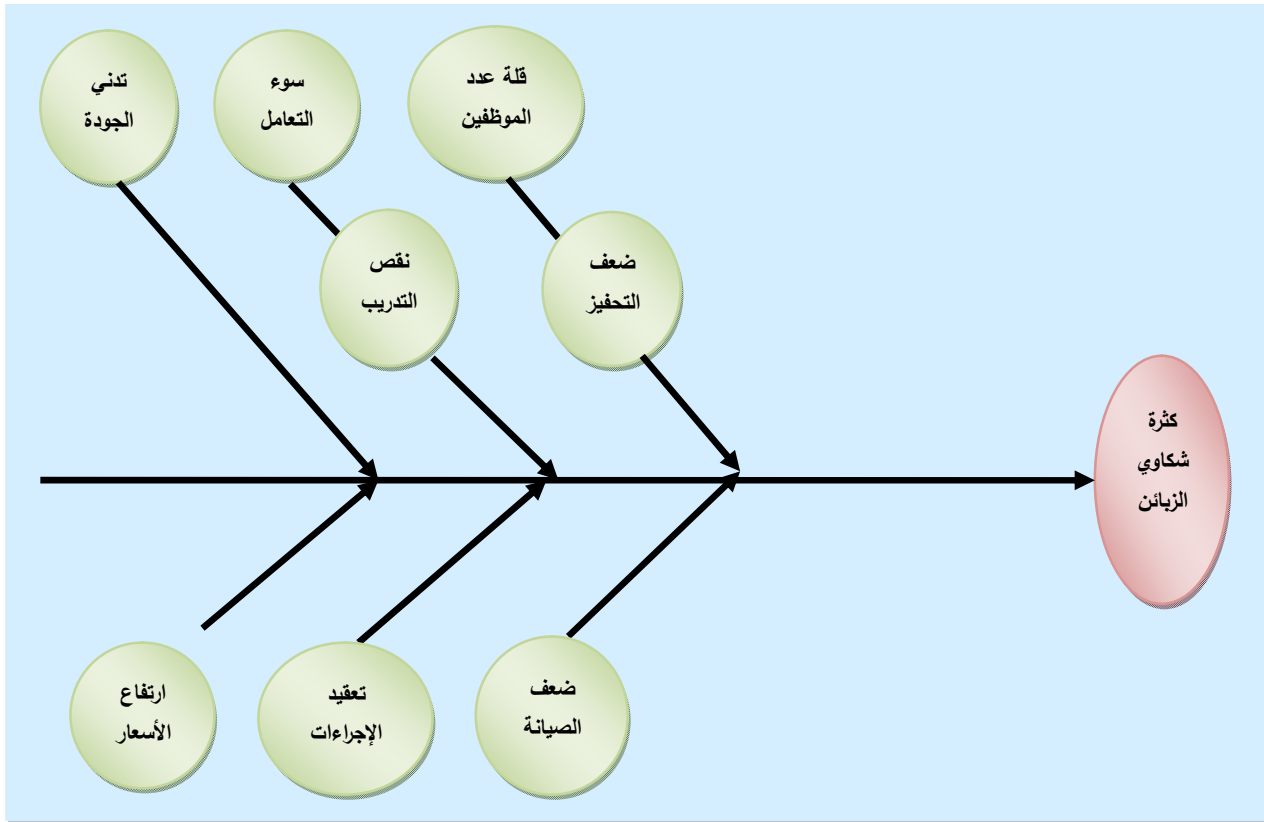 قلة عدد
الموظفين
سوء
التعامل
تدني
الجودة
ضعف
التحفيز
نقص
التدريب
كثرة
شكاوي
الزبائن
ضعف
الصيانة
تعقيد
الإجراءات
ارتفاع
الأسعار